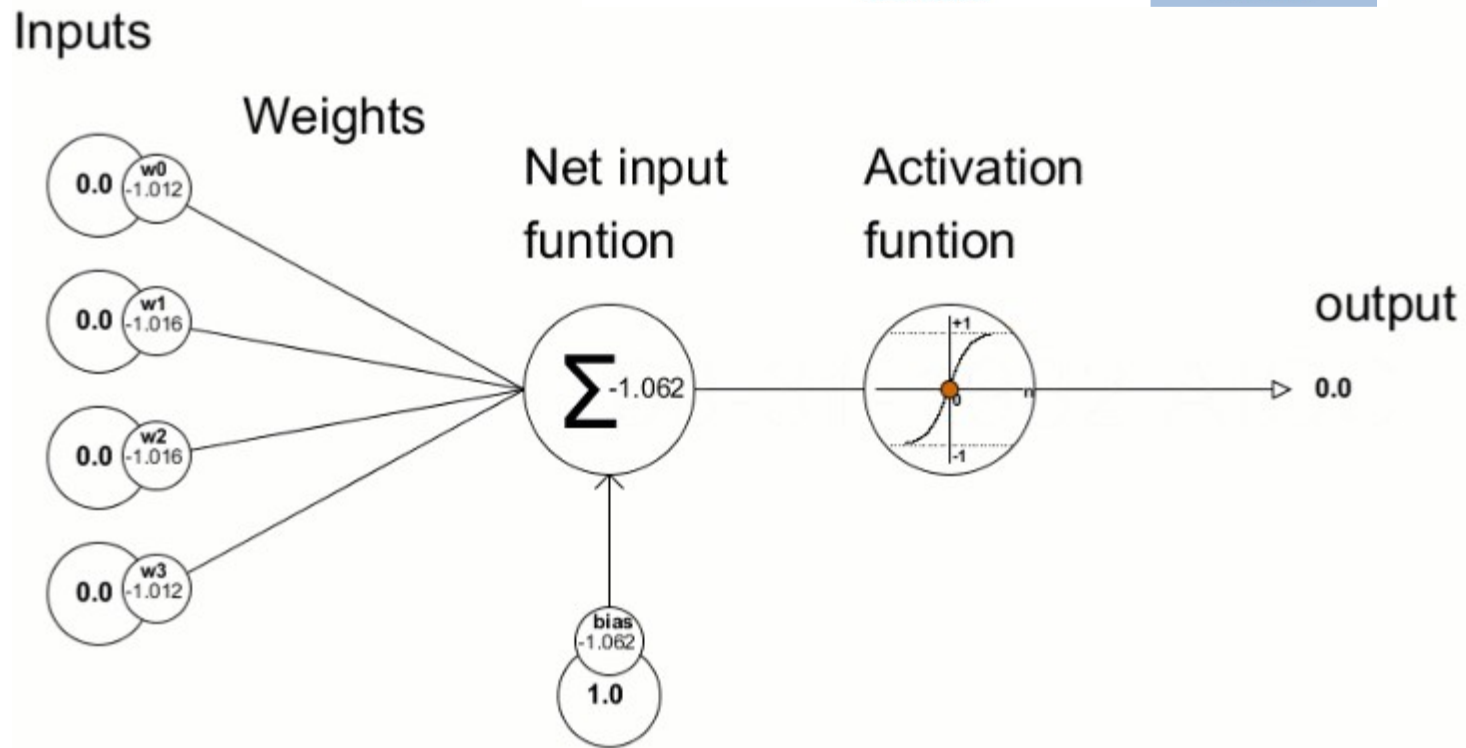 Inputs
Weights
Net input
funtion
Activation
funtion
output
0.0
w0
-1.012
0.0
w1
-1.016
0.0
w2
-1.016
0.0
w3
-1.012
Σ -1.062
+1
0
n
-1
0.0
bias
-1.062
1.0